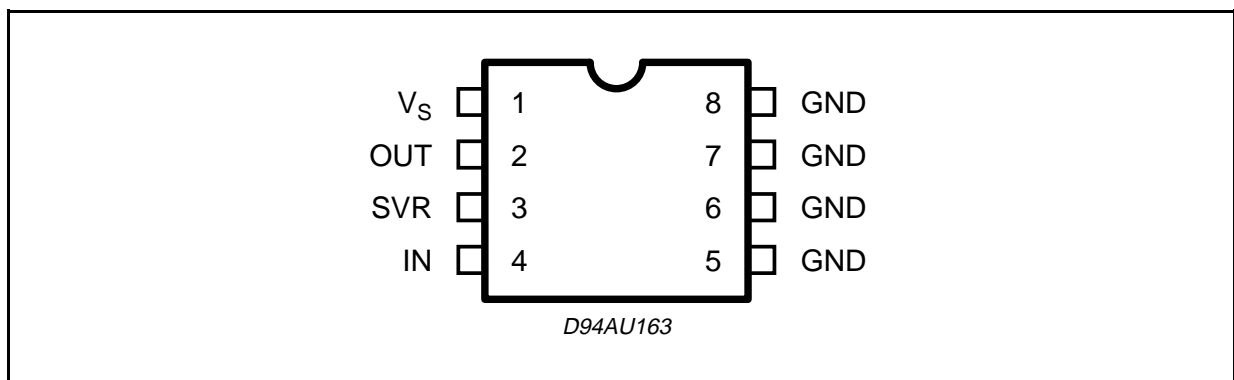 V_S 1 8 GND
OUT 2 7 GND
SVR 3 6 GND
IN 4 5 GND
D94AU163